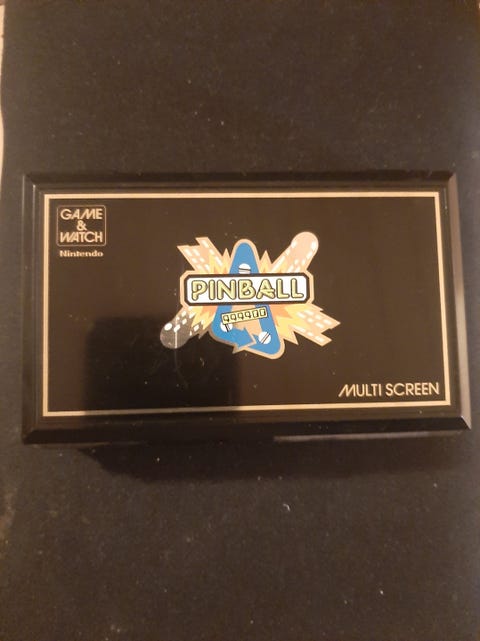 GAME
&
WATCH
Nintendo
PINBALL
MULTI SCREEN